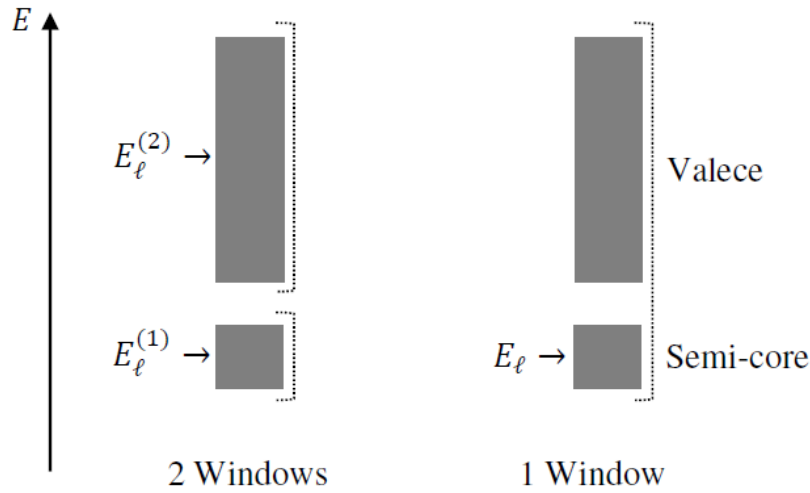 E
E_ℓ^(2) →
Valece
E_ℓ^(1) →
E_ℓ →
Semi-core
2 Windows
1 Window